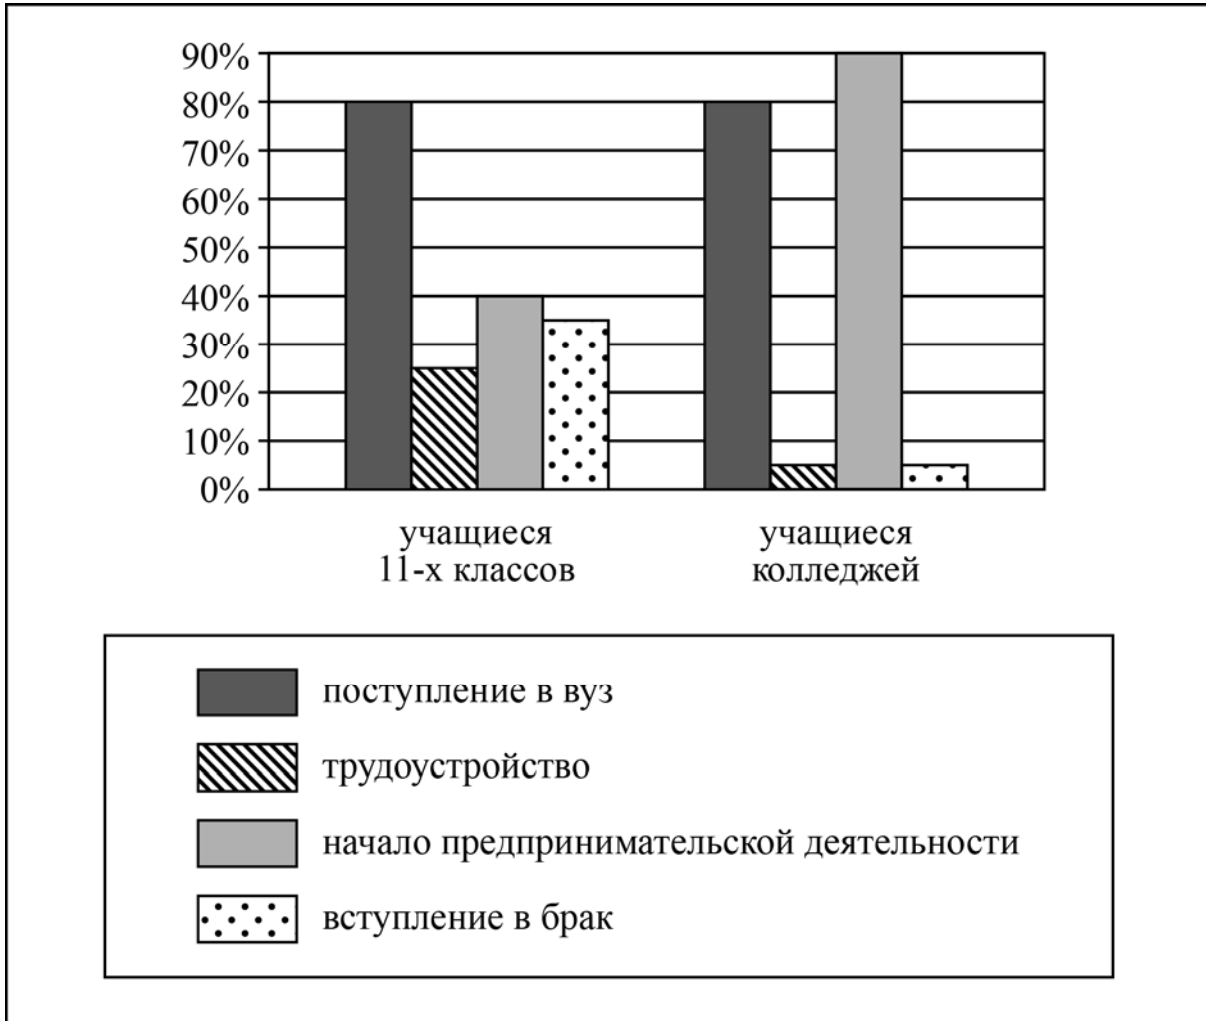 90%
80%
70%
60%
50%
40%
30%
20%
10%
0%
учащиеся
11-х классов
учащиеся
колледжей
поступление в вуз
трудоустройство
начало предпринимательской деятельности
вступление в брак